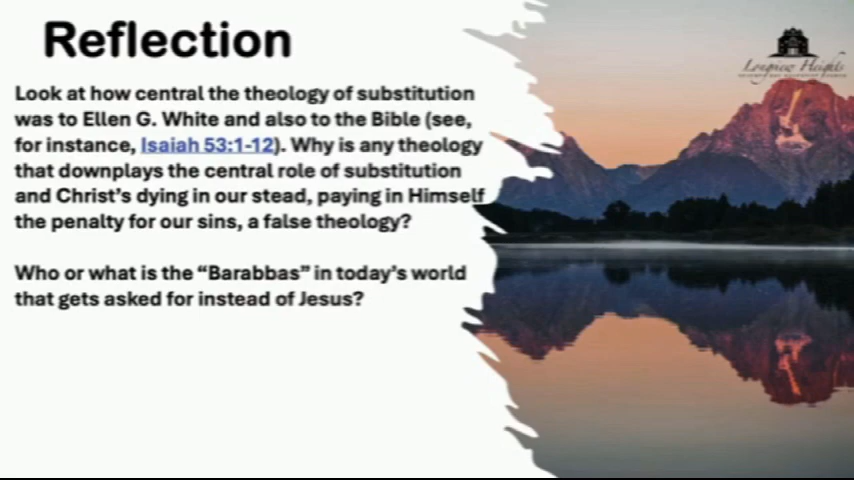 Reflection
Longview Heights
Look at how central the theology of substitution
was to Ellen G. White and also to the Bible (see,
for instance, Isaiah 53:1-12). Why is any theology
that downplays the central role of substitution
and Christ's dying in our stead, paying in Himself
the penalty for our sins, a false theology?
Who or what is the “Barabbas” in today's world
that gets asked for instead of Jesus?